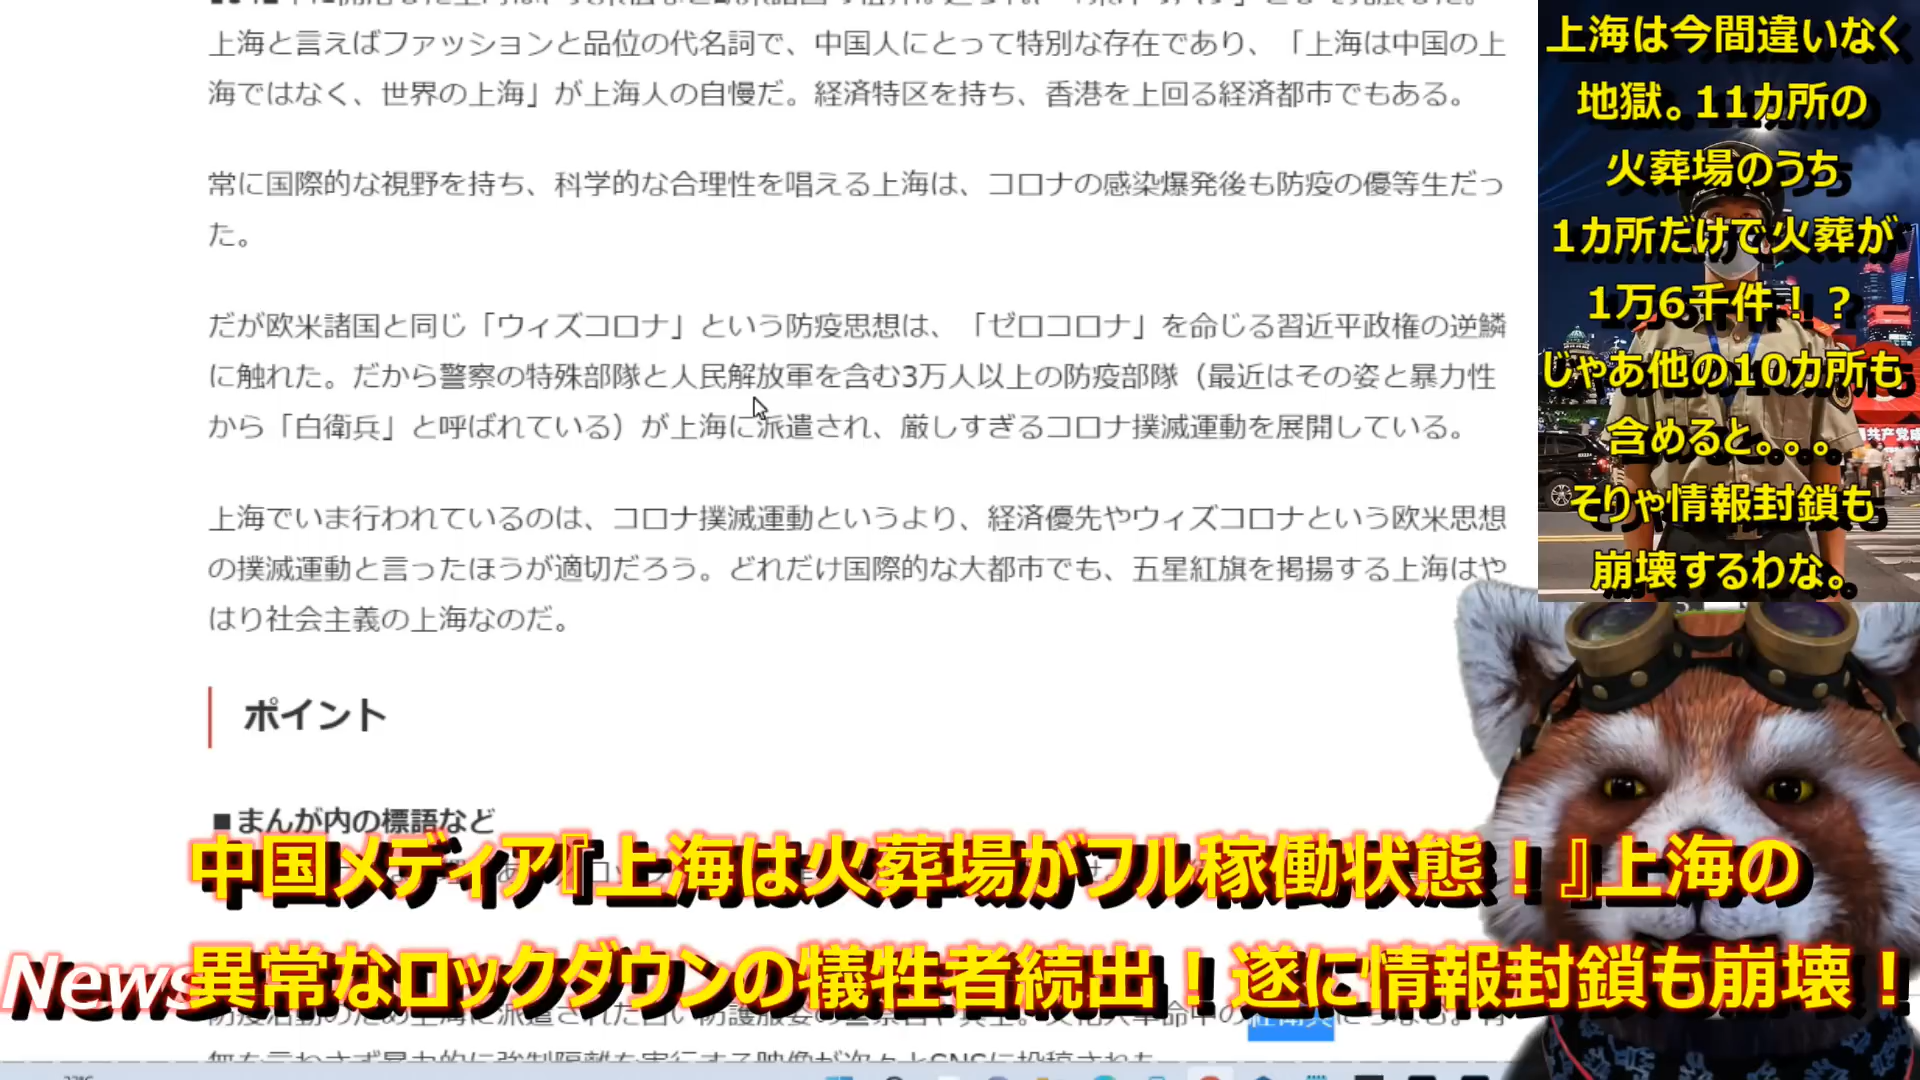 上海と言えばファッションと品位の代名詞で、中国人にとって特別な存在であり、「上海は中国の上
海ではなく、世界の上海」が上海人の自慢だ。経済特区を持ち、香港を上回る経済都市でもある。
常に国際的な視野を持ち、科学的な合理性を唱える上海は、コロナの感染爆発後も防疫の優等生だっ
た。
だが欧米諸国と同じ「ウィズコロナ」という防疫思想は、「ゼロコロナ」を命じる習近平政権の逆鱗
に触れた。だから警察の特殊部隊と人民解放軍を含む3万人以上の防疫部隊（最近はその姿と暴力性
から「白衛兵」と呼ばれている）が上海に派遣され、厳しすぎるコロナ撲滅運動を展開している。
上海でいま行われているのは、コロナ撲滅運動というより、経済優先やウィズコロナという欧米思想
の撲滅運動と言ったほうが適切だろう。どれだけ国際的な大都市でも、五星紅旗を掲揚する上海はや
はり社会主義の上海なのだ。
ポイント
■まんが内の標語など
上海は今間違いなく
地獄。11カ所の
火葬場のうち
1カ所だけで火葬が
1万6千件！？
じゃあ他の10カ所も
含めると。。。
そりゃ情報封鎖も
崩壊するわな。
共产党成
中国メディア『上海は火葬場がフル稼働状態！』上海の
News
異常なロックダウンの犠牲者続出！遂に情報封鎖も崩壊！